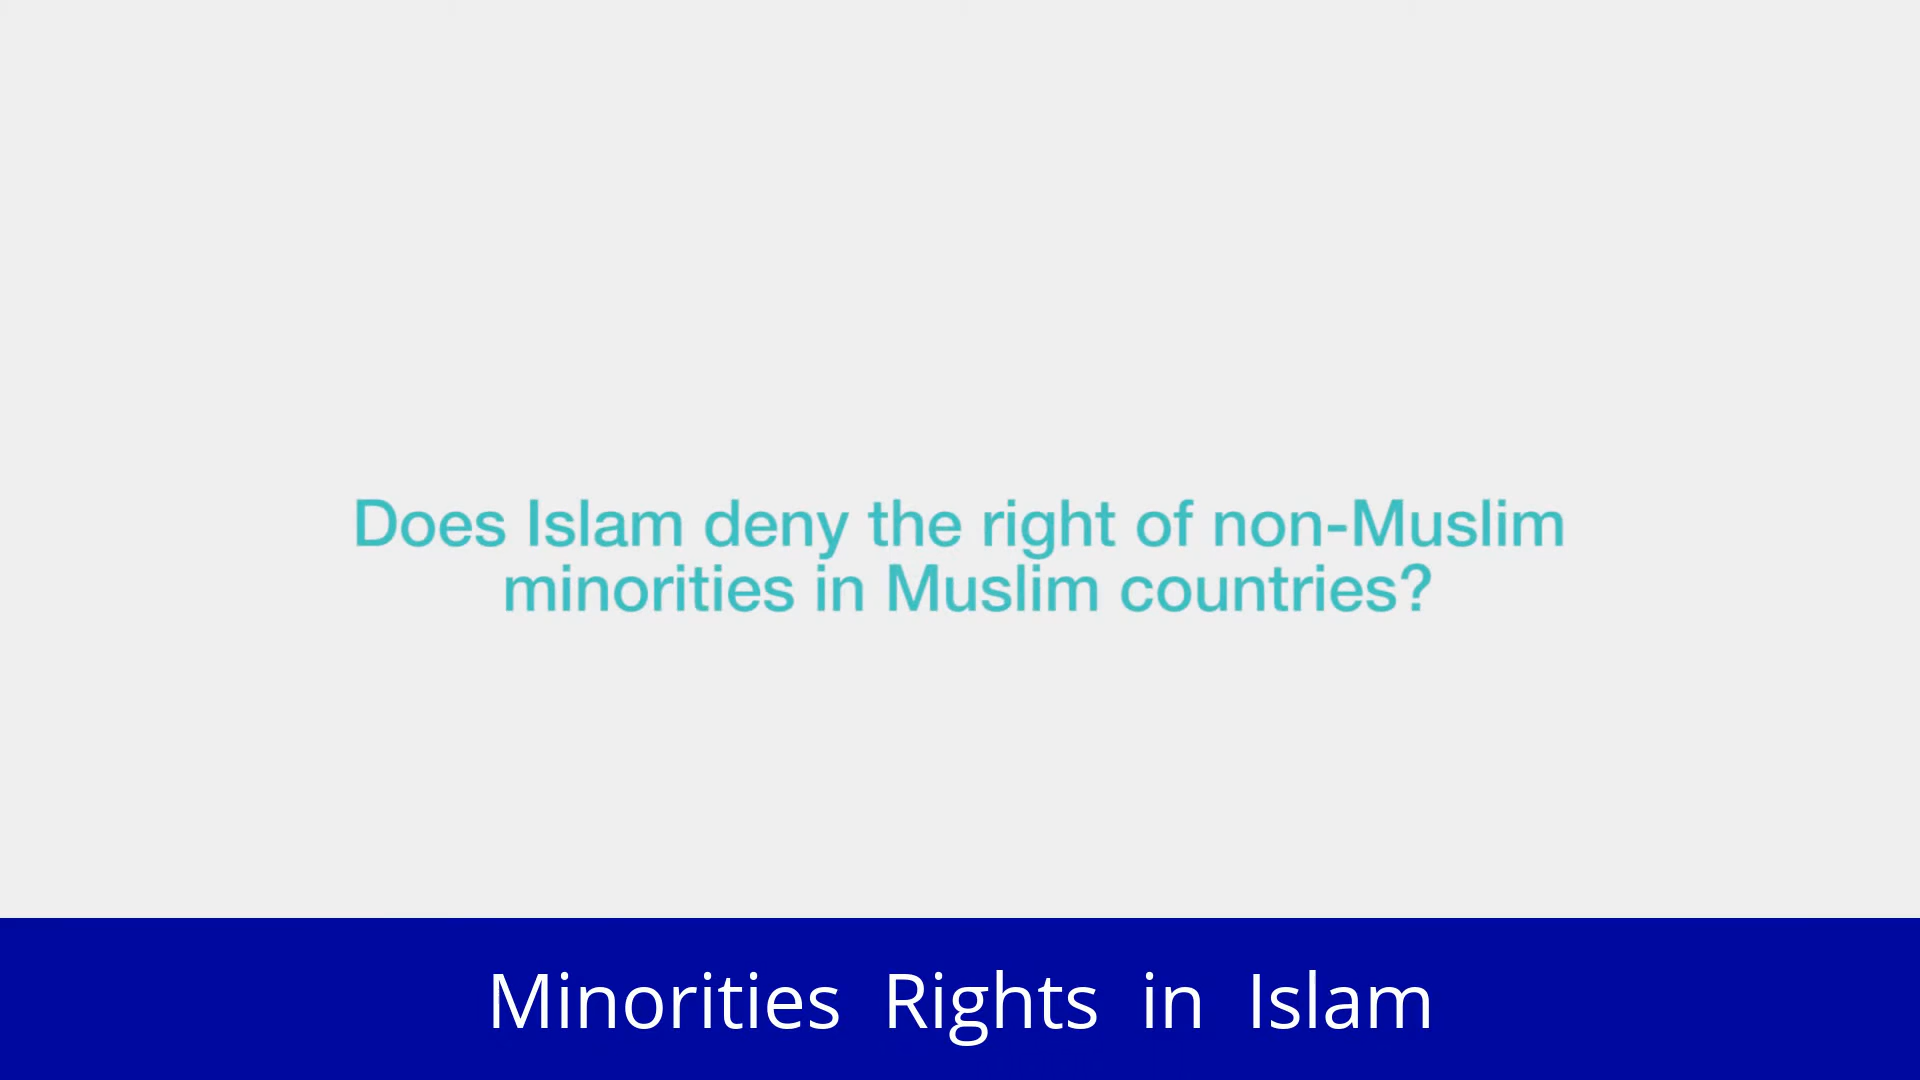 Does Islam deny the right of non-Muslim
minorities in Muslim countries?
Minorities Rights in Islam